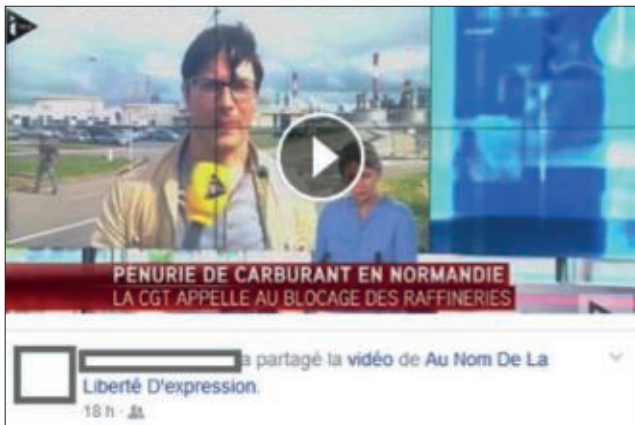 PENURIE DE CARBURANT EN NORMANDIE
LA CGT APPELLE AU BLOCAGE DES RAFFINERIES
a partagé la vidéo de Au Nom De La
Liberté D'expression.
18 h ·